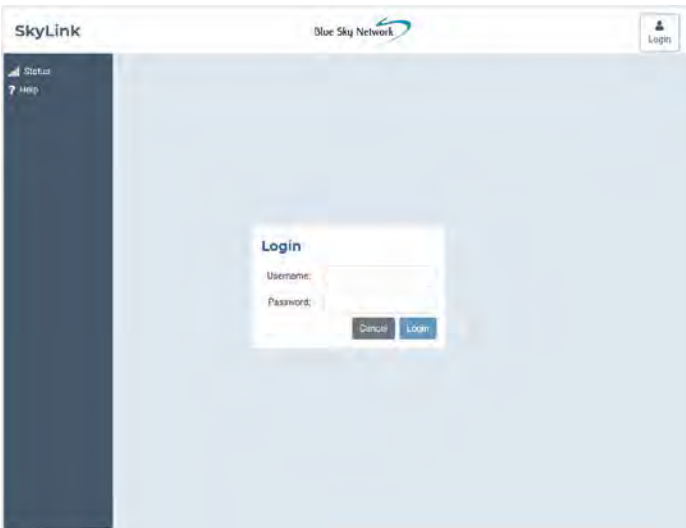 SkyLink
Blue Sky Network
Login
Status
? Help
Login
Username:
Password:
Cancel
Login